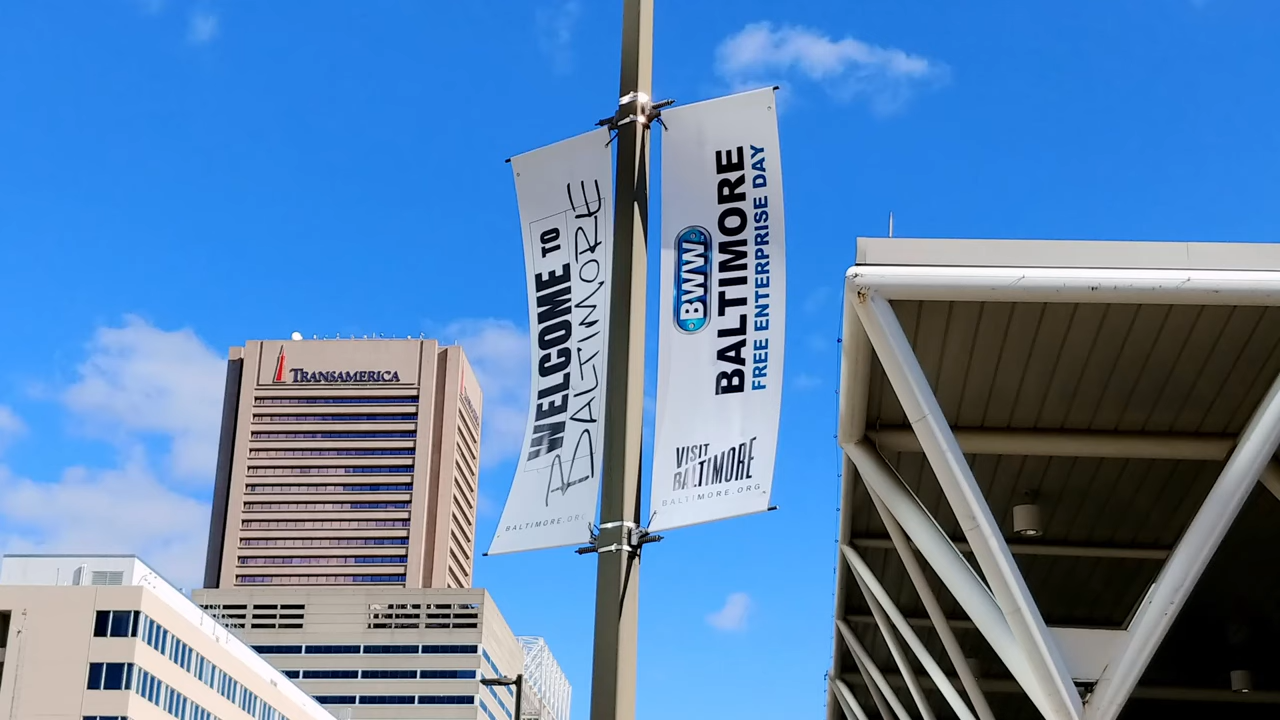 TRANSAMERICA
WELCOME TO
BALTIMORE
BALTIMORE.ORG
BWW
BALTIMORE
FREE ENTERPRISE DAY
VISIT
BALTIMORE
BALTIMORE.ORG